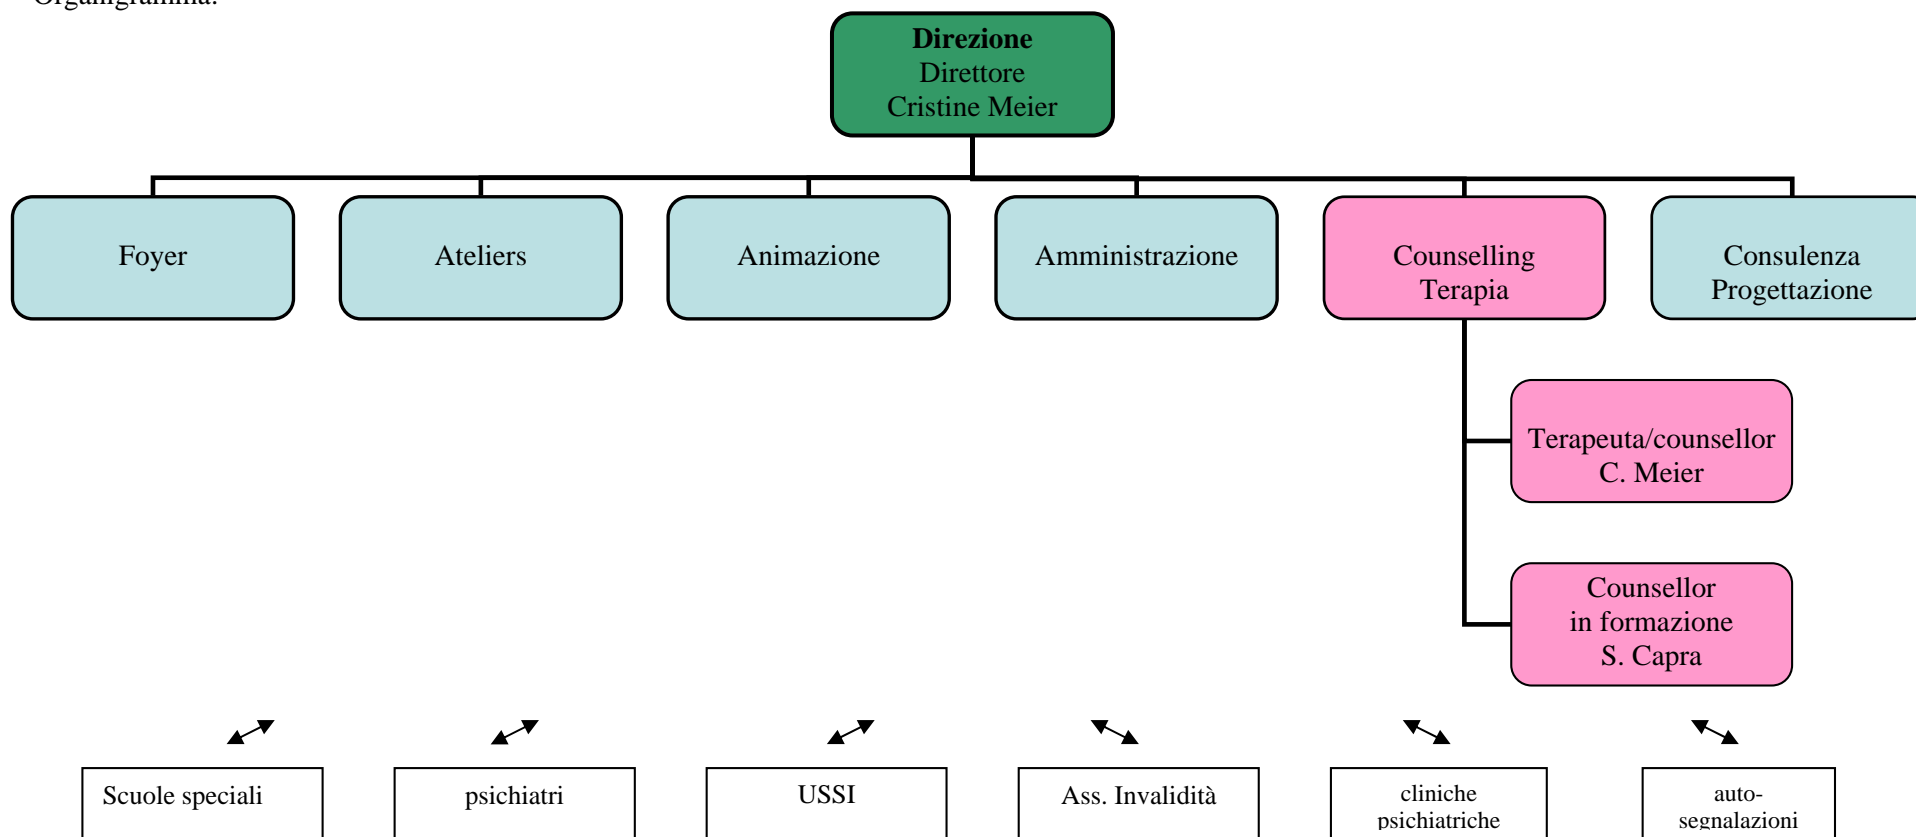 Organigramma:
Direzione
Direttore
Cristine Meier
Foyer
Ateliers
Animazione
Amministrazione
Counselling
Terapia
Consulenza
Progettazione
Terapeuta/counsellor
C. Meier
Counsellor
in formazione
S. Capra
Scuole speciali
psichiatri
USSI
Ass. Invalidità
cliniche
psichiatriche
auto-
segnalazioni